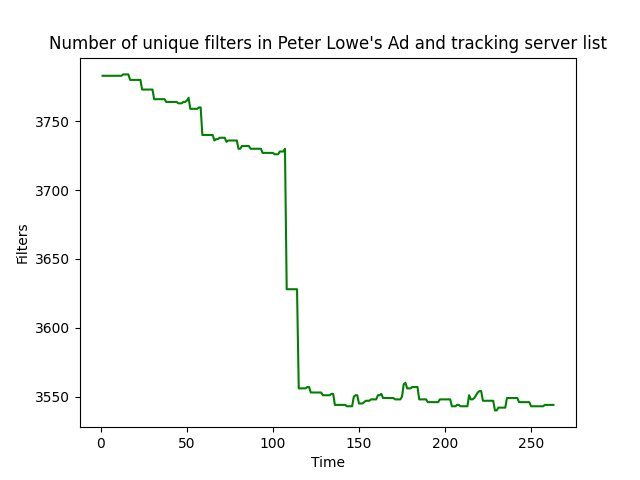 Number of unique filters in Peter Lowe's Ad and tracking server list
Filters
3750
3700
3650
3600
3550
0 50 100 150 200 250
Time